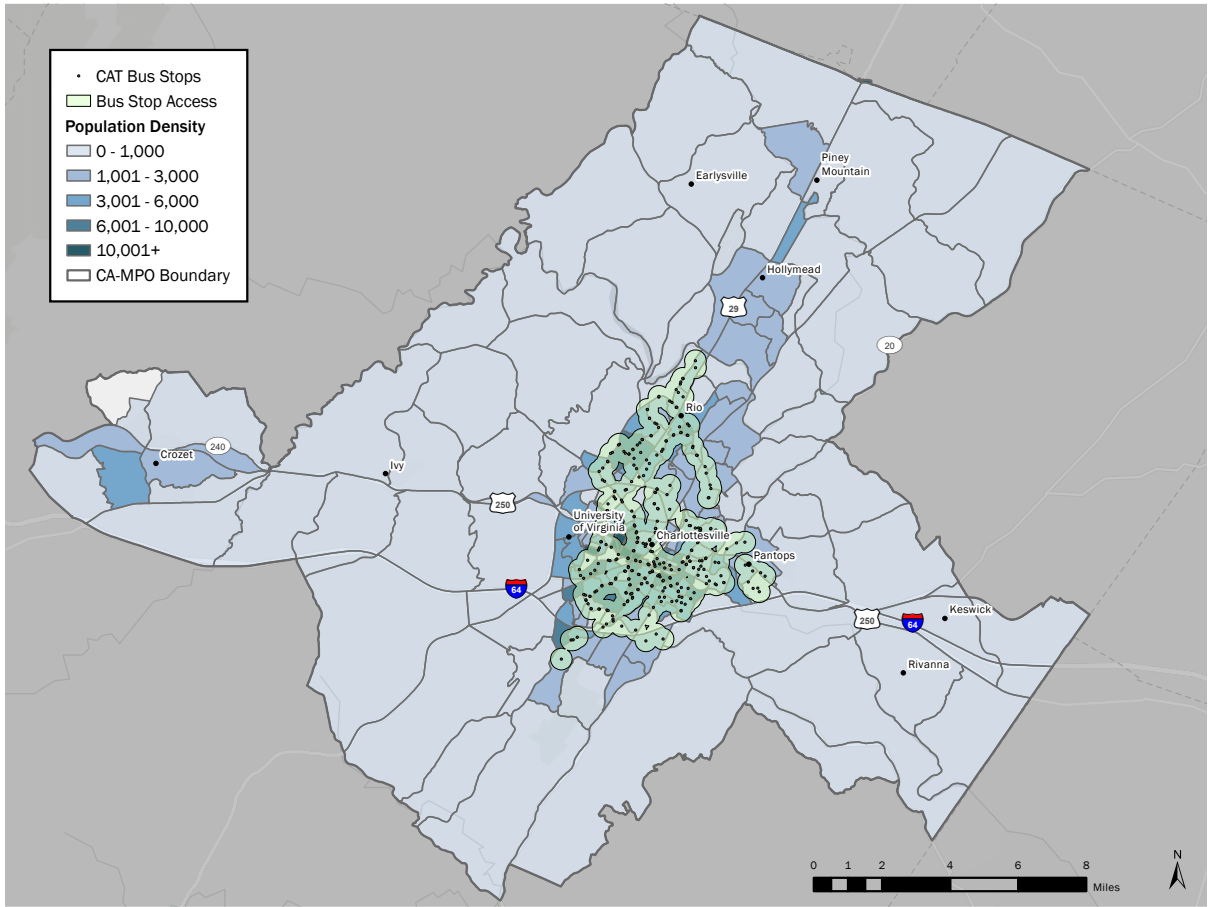 CAT Bus Stops
Bus Stop Access
Population Density
0 - 1,000
1,001 - 3,000
3,001 - 6,000
6,001 - 10,000
10,001+
CA-MPO Boundary
Piney
Mountain
Earlysville
Hollymead
29
20
Rio
240
Crozet
Ivy
250
University
of Virginia
Charlottesville
Pantops
64
Keswick
250
64
Rivanna
0 1 2 4 6 8
Miles
N